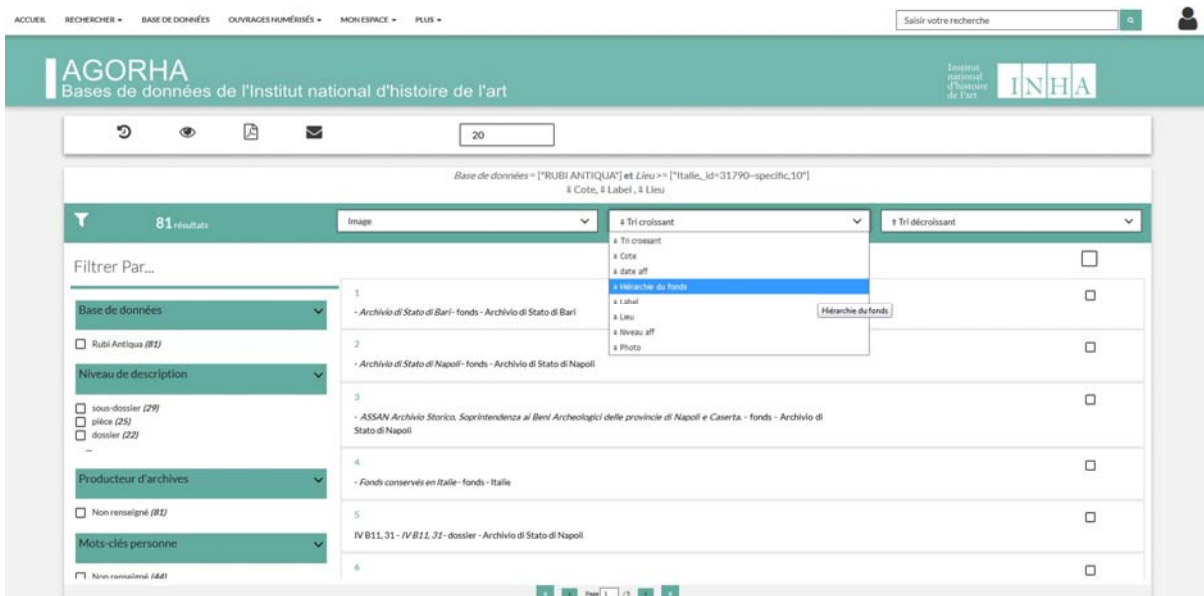 ACCUEIL RECHERCHER BASE DE DONNÉES OUVRAGES NUMÉRISÉS MON ESPACE PLUS Saisir votre recherche
AGORHA
Bases de données de l'Institut national d'histoire de l'art
Institut
national
d'histoire
de l'art
INHA
20
Base de données = ["RUBI ANTIQUA"] et Lieu >= ["Italie,_id=31790--specific,10"]
⇟ Cote, ⇟ Label , ⇟ Lieu
81 résultats
Image
Tri croissant
Tri décroissant
Tri croissant
Cote
date aff
Hiérarchie du fonds
Label
Lieu
Niveau aff
Photo
Hiérarchie du fonds
Filtrer Par...
Base de données
Rubi Antiqua (81)
Niveau de description
sous-dossier (29)
pièce (25)
dossier (22)
...
Producteur d'archives
Non renseigné (81)
Mots-clés personne
Non renseigné (44)
1
- Archivio di Stato di Bari - fonds - Archivio di Stato di Bari
2
- Archivio di Stato di Napoli - fonds - Archivio di Stato di Napoli
3
- ASSAN Archivio Storico, Soprintendenza ai Beni Archeologici delle provincie di Napoli e Caserta. - fonds - Archivio di
Stato di Napoli
4
- Fonds conservés en Italie - fonds - Italie
5
IV B11, 31 - IV B11, 31 - dossier - Archivio di Stato di Napoli
6
Page 1 /5